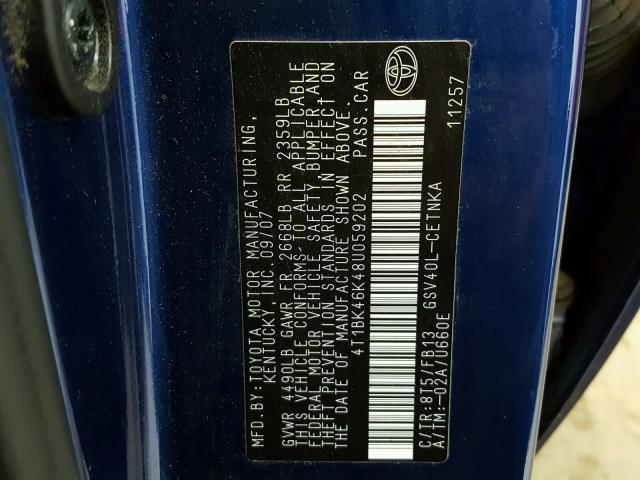 MFD.BY:TOYOTA MOTOR MANUFACTURING,
KENTUCKY, INC. 09/07
GVWR 4490LB GAWR FR 2668LB RR 2359LB
THIS VEHICLE CONFORMS TO ALL APPLICABLE
FEDERAL MOTOR VEHICLE SAFETY, BUMPER, AND
THEFT PREVENTION STANDARDS IN EFFECT ON
THE DATE OF MANUFACTURE SHOWN ABOVE.
4T1BK46K48U059202 PASS.CAR
C/TR:8T5/FB13 GSV40L-CETNKA
A/TM:-02A/U660E 11257